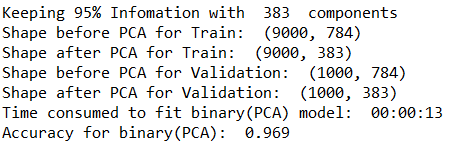 Keeping 95% Infomation with  383  components
Shape before PCA for Train:  (9000, 784)
Shape after PCA for Train:  (9000, 383)
Shape before PCA for Validation:  (1000, 784)
Shape after PCA for Validation:  (1000, 383)
Time consumed to fit binary(PCA) model:  00:00:13
Accuracy for binary(PCA):  0.969